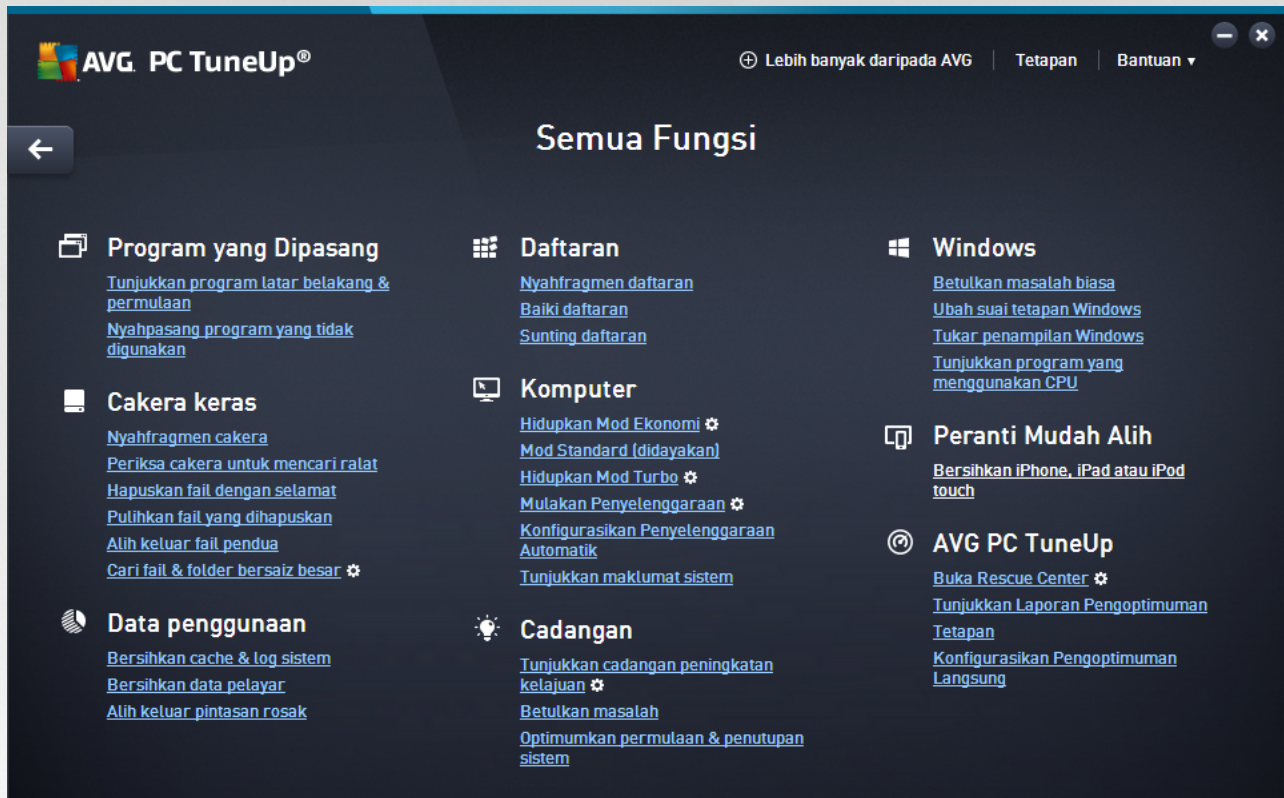 AVG PC TuneUp®
Lebih banyak daripada AVG
Tetapan
Bantuan
Semua Fungsi
Program yang Dipasang
Tunjukkan program latar belakang &
permulaan
Nyahpasang program yang tidak
digunakan
Cakera keras
Nyahfragmen cakera
Periksa cakera untuk mencari ralat
Hapuskan fail dengan selamat
Pulihkan fail yang dihapuskan
Alih keluar fail pendua
Cari fail & folder bersaiz besar
Data penggunaan
Bersihkan cache & log sistem
Bersihkan data pelayar
Alih keluar pintasan rosak
Daftaran
Nyahfragmen daftaran
Baiki daftaran
Sunting daftaran
Komputer
Hidupkan Mod Ekonomi
Mod Standard (didayakan)
Hidupkan Mod Turbo
Mulakan Penyelenggaraan
Konfigurasikan Penyelenggaraan
Automatik
Tunjukkan maklumat sistem
Cadangan
Tunjukkan cadangan peningkatan
kelajuan
Betulkan masalah
Optimumkan permulaan & penutupan
sistem
Windows
Betulkan masalah biasa
Ubah suai tetapan Windows
Tukar penampilan Windows
Tunjukkan program yang
menggunakan CPU
Peranti Mudah Alih
Bersihkan iPhone, iPad atau iPod
touch
AVG PC TuneUp
Buka Rescue Center
Tunjukkan Laporan Pengoptimuman
Tetapan
Konfigurasikan Pengoptimuman
Langsung